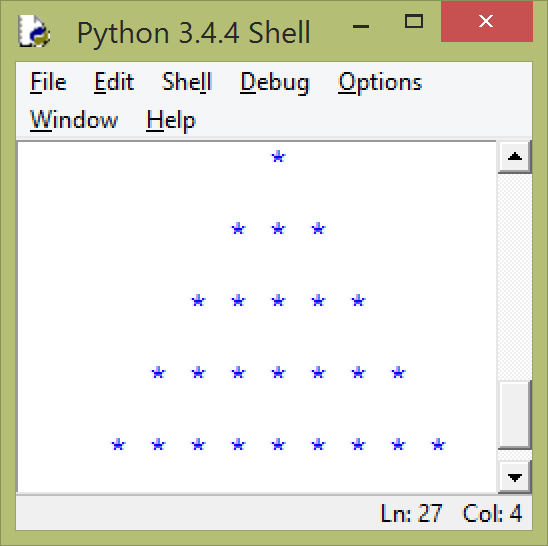 Python 3.4.4 Shell
File Edit Shell Debug Options
Window Help
*
* * *
* * * * *
* * * * * * *
* * * * * * * * *
Ln: 27 Col: 4